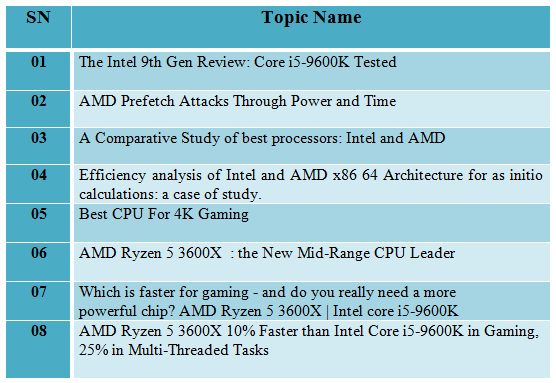 SN Topic Name
01 The Intel 9th Gen Review: Core i5-9600K Tested
02 AMD Prefetch Attacks Through Power and Time
03 A Comparative Study of best processors: Intel and AMD
04 Efficiency analysis of Intel and AMD x86 64 Architecture for as initio
calculations: a case of study.
05 Best CPU For 4K Gaming
06 AMD Ryzen 5 3600X : the New Mid-Range CPU Leader
07 Which is faster for gaming - and do you really need a more
powerful chip? AMD Ryzen 5 3600X | Intel core i5-9600K
08 AMD Ryzen 5 3600X 10% Faster than Intel Core i5-9600K in Gaming,
25% in Multi-Threaded Tasks